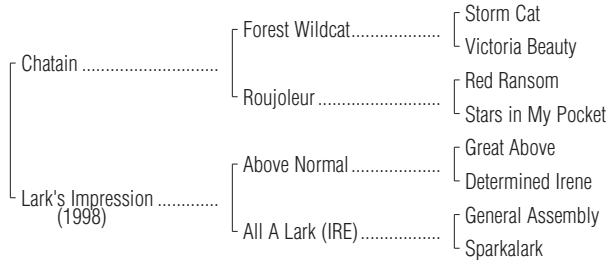 Storm Cat
Forest Wildcat....................
Victoria Beauty
Chatain ..............................
Red Ransom
Roujoleur ...........................
Stars in My Pocket
Great Above
Above Normal ....................
Determined Irene
Lark's Impression .............
(1998)
General Assembly
All A Lark (IRE)..................
Sparkalark